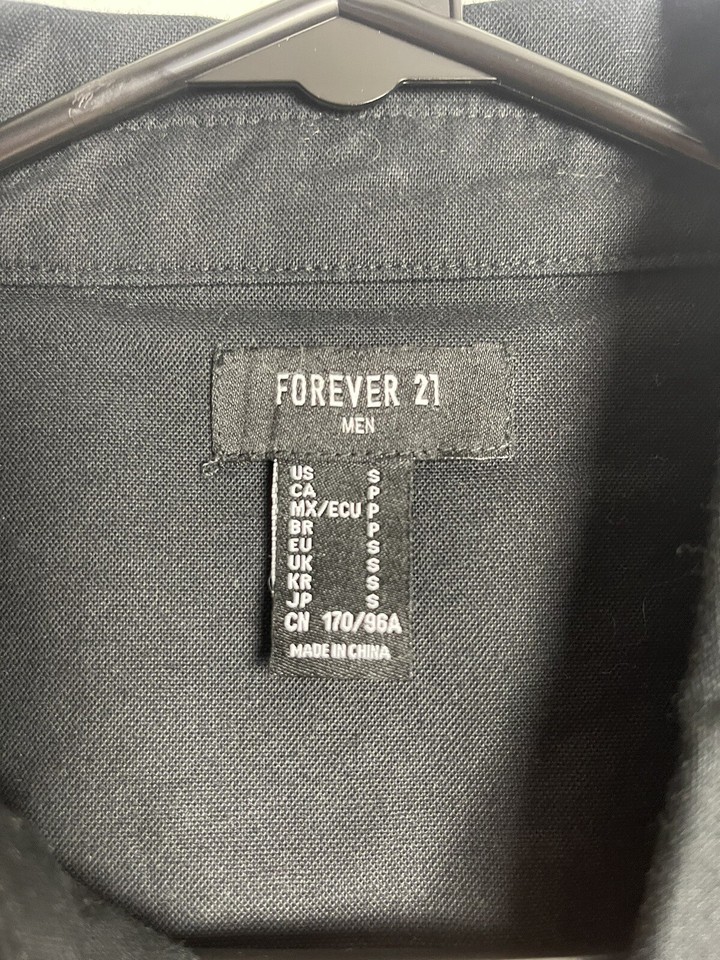 FOREVER 21
MEN
US S
CA P
MX/ECU P
BR P
EU S
UK S
KR S
JP S
CN 170/96A
MADE IN CHINA